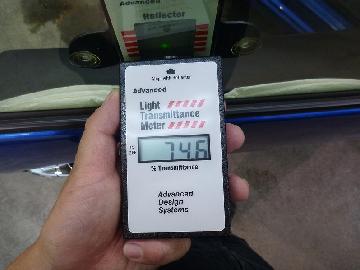 Advanced
Reflector
Advanced
Light
Transmittance
Meter
74.6
% Transmittance
Advanced
Design
Systems